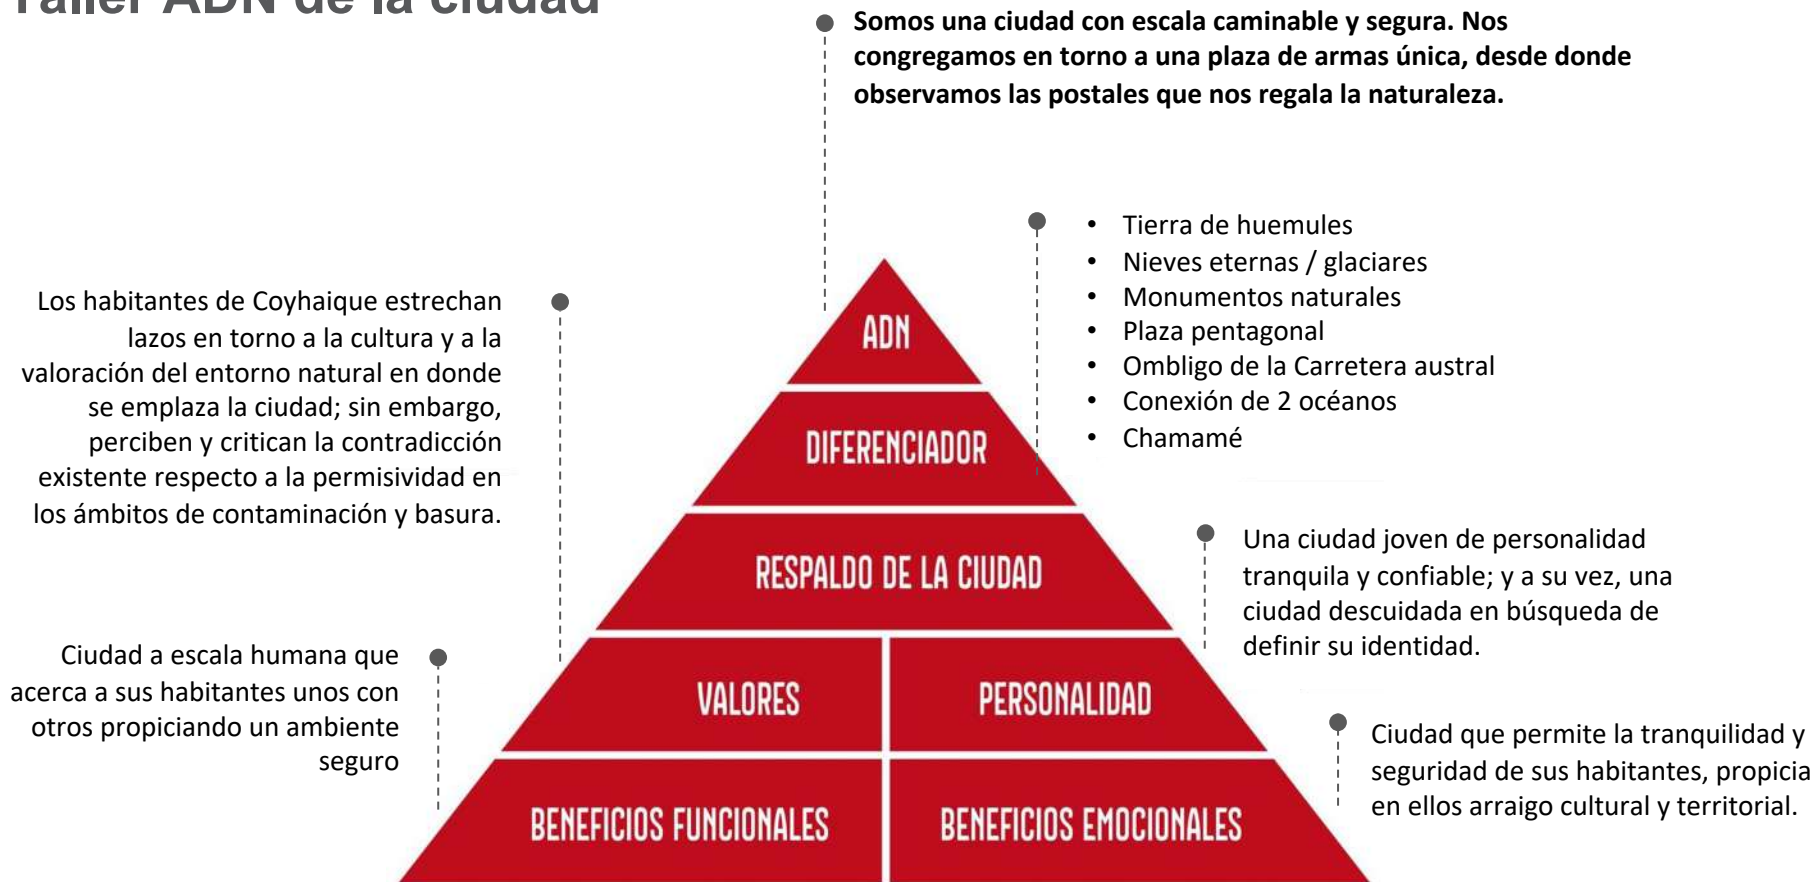 Taller ADN de la ciudad
Somos una ciudad con escala caminable y segura. Nos
congregamos en torno a una plaza de armas única, desde donde
observamos las postales que nos regala la naturaleza.
• Tierra de huemules
• Nieves eternas / glaciares
• Monumentos naturales
• Plaza pentagonal
• Ombligo de la Carretera austral
• Conexión de 2 océanos
• Chamamé
Los habitantes de Coyhaique estrechan
lazos en torno a la cultura y a la
valoración del entorno natural en donde
se emplaza la ciudad; sin embargo,
perciben y critican la contradicción
existente respecto a la permisividad en
los ámbitos de contaminación y basura.
ADN
DIFERENCIADOR
RESPALDO DE LA CIUDAD
Una ciudad joven de personalidad
tranquila y confiable; y a su vez, una
ciudad descuidada en búsqueda de
definir su identidad.
Ciudad a escala humana que
acerca a sus habitantes unos con
otros propiciando un ambiente
seguro
VALORES
PERSONALIDAD
Ciudad que permite la tranquilidad y
seguridad de sus habitantes, propicia
en ellos arraigo cultural y territorial.
BENEFICIOS FUNCIONALES
BENEFICIOS EMOCIONALES